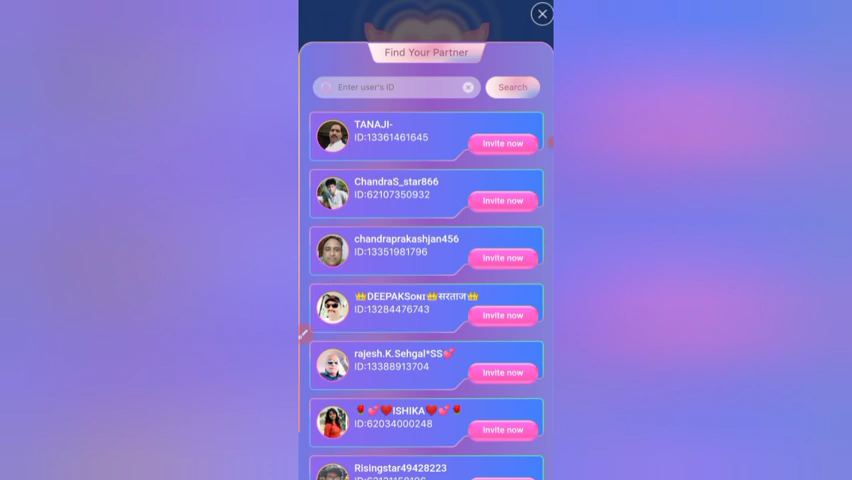 Find Your Partner
Enter user's ID
Search
TANAJI-
ID:13361461645
Invite now
ChandraS_star866
ID:62107350932
Invite now
chandraprakashjan456
ID:13351981796
Invite now
👑DEEPAKSᴏɴɪ👑सरताज👑
ID:13284476743
Invite now
rajesh.K.Sehgal*SS💞
ID:13388913704
Invite now
🌹💞❤️ISHIKA❤️💞🌹
ID:62034000248
Invite now
Risingstar49428223